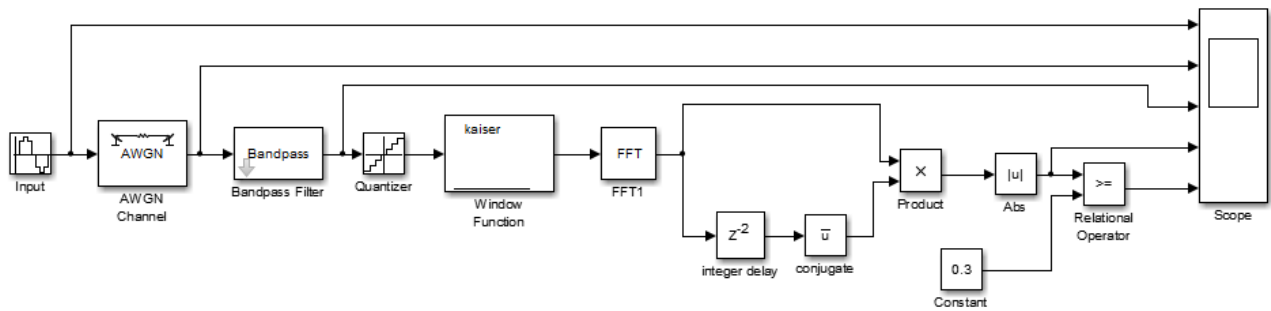 Input
AWGN
AWGN
Channel
Bandpass
Bandpass Filter
Quantizer
kaiser
Window
Function
FFT
FFT1
Z-2
integer delay
u
conjugate
×
Product
|u|
Abs
0.3
Constant
>=
Relational
Operator
Scope